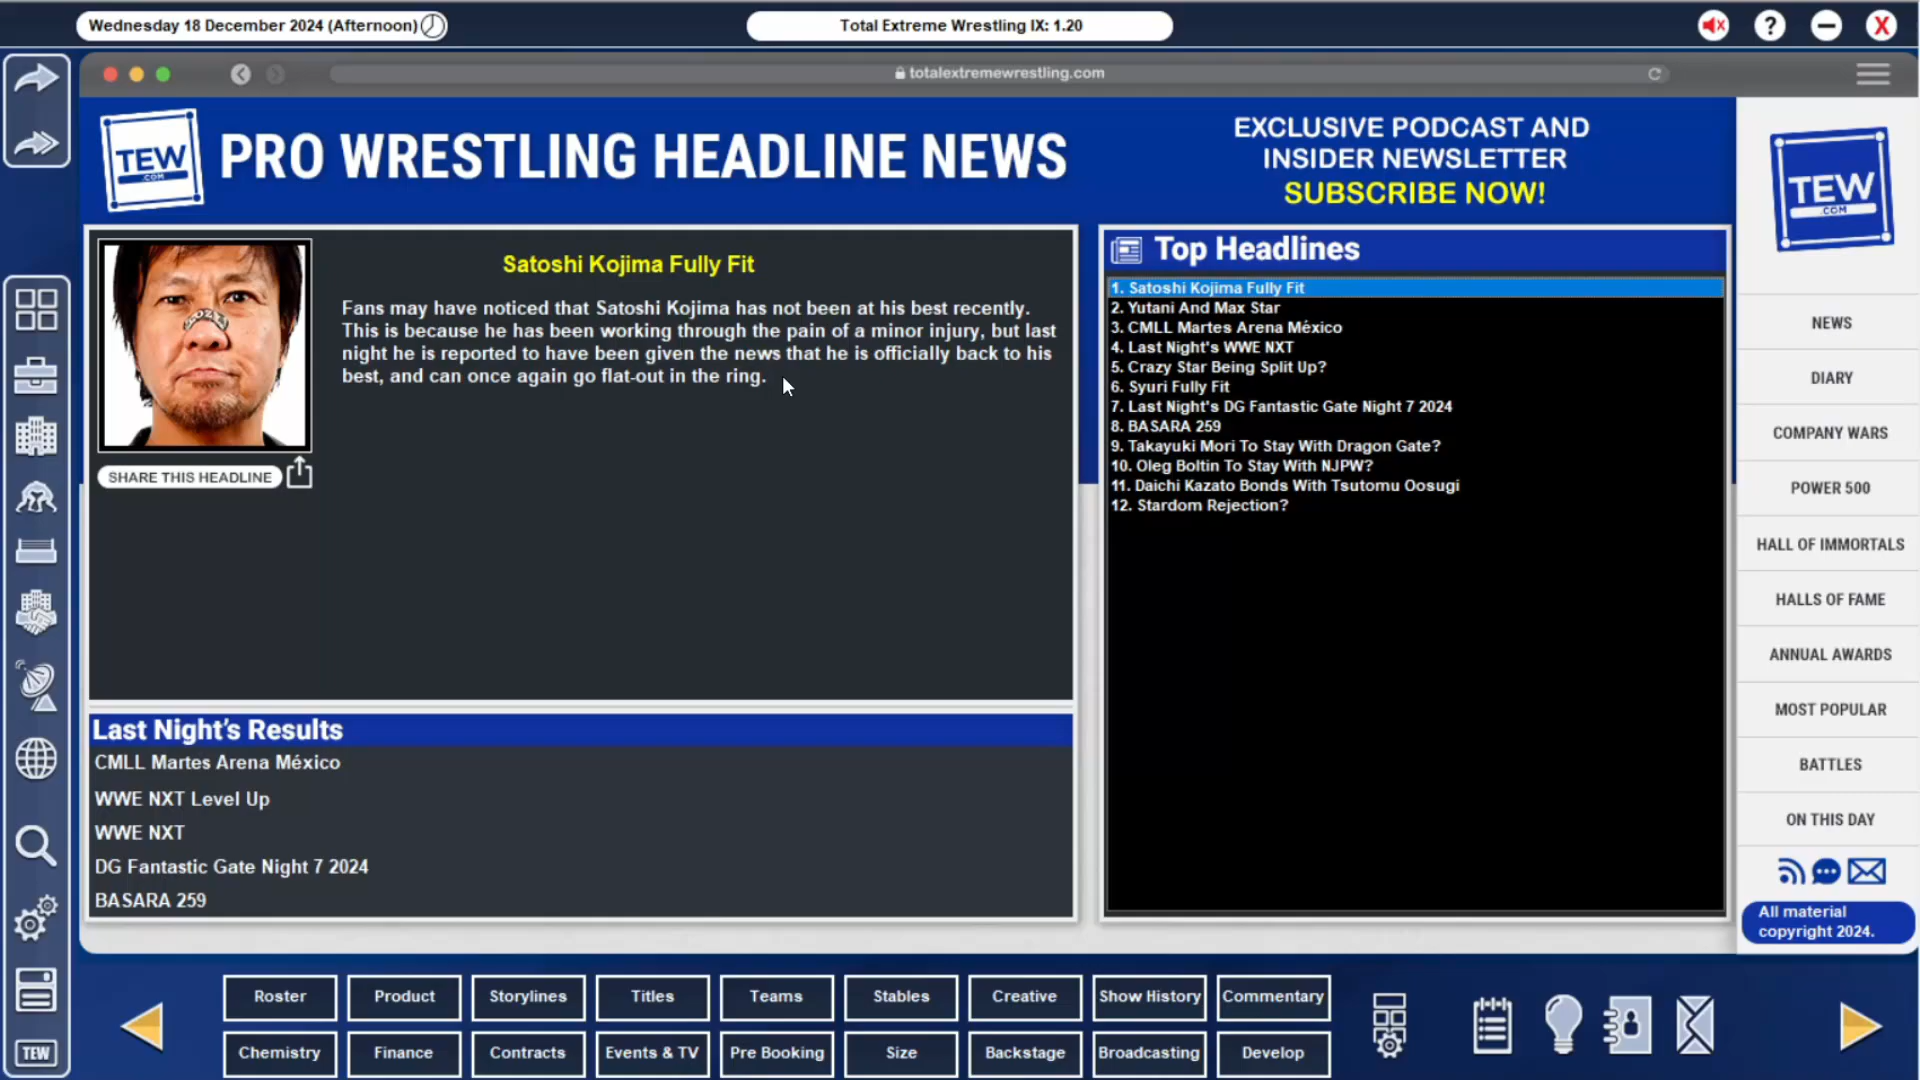 Wednesday 18 December 2024 (Afternoon)
Total Extreme Wrestling IX: 1.20
?
X
totalextremewrestling.com
TEW
.COM
PRO WRESTLING HEADLINE NEWS
EXCLUSIVE PODCAST AND
INSIDER NEWSLETTER
SUBSCRIBE NOW!
TEW
.COM
Satoshi Kojima Fully Fit
Fans may have noticed that Satoshi Kojima has not been at his best recently.
This is because he has been working through the pain of a minor injury, but last
night he is reported to have been given the news that he is officially back to his
best, and can once again go flat-out in the ring.
SHARE THIS HEADLINE
Last Night's Results
CMLL Martes Arena México
WWE NXT Level Up
WWE NXT
DG Fantastic Gate Night 7 2024
BASARA 259
Top Headlines
1. Satoshi Kojima Fully Fit
2. Yutani And Max Star
3. CMLL Martes Arena México
4. Last Night's WWE NXT
5. Crazy Star Being Split Up?
6. Syuri Fully Fit
7. Last Night's DG Fantastic Gate Night 7 2024
8. BASARA 259
9. Takayuki Mori To Stay With Dragon Gate?
10. Oleg Boltin To Stay With NJPW?
11. Daichi Kazato Bonds With Tsutomu Oosugi
12. Stardom Rejection?
NEWS
DIARY
COMPANY WARS
POWER 500
HALL OF IMMORTALS
HALLS OF FAME
ANNUAL AWARDS
MOST POPULAR
BATTLES
ON THIS DAY
All material
copyright 2024.
Roster
Product
Storylines
Titles
Teams
Stables
Creative
Show History
Commentary
Chemistry
Finance
Contracts
Events & TV
Pre Booking
Size
Backstage
Broadcasting
Develop
TEW